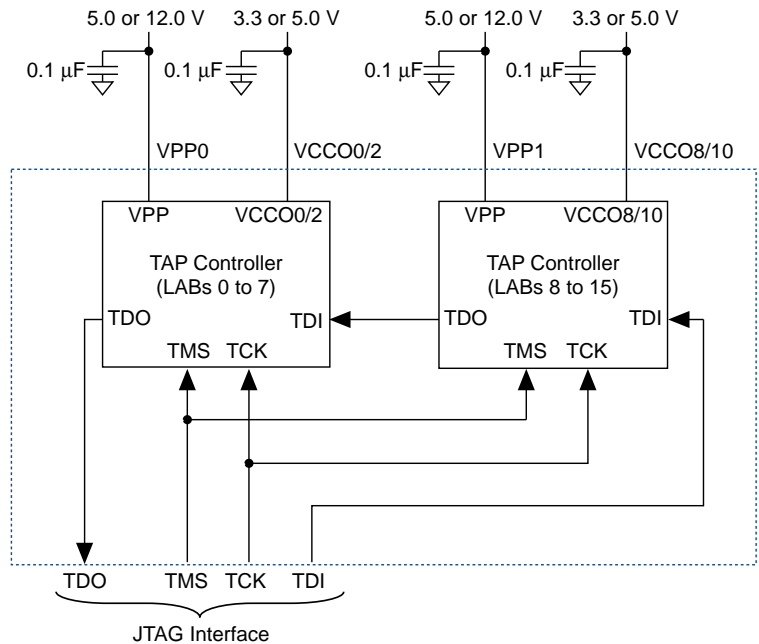 5.0 or 12.0 V 3.3 or 5.0 V 5.0 or 12.0 V 3.3 or 5.0 V
0.1 μF 0.1 μF 0.1 μF 0.1 μF
VPP0 VCCO0/2 VPP1 VCCO8/10
VPP VCCO0/2 VPP VCCO8/10
TAP Controller
(LABs 0 to 7)
TAP Controller
(LABs 8 to 15)
TDO TDI TDO TDI
TMS TCK TMS TCK
TDO TMS TCK TDI
JTAG Interface